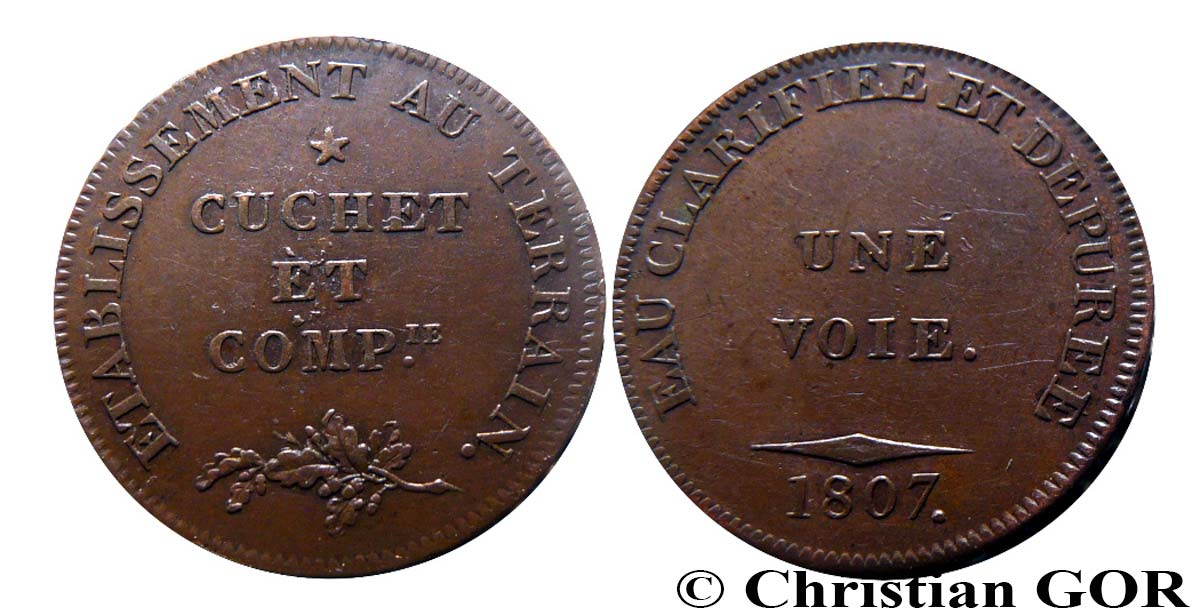 ETABLISSEMENT AU TERRAIN.
CUCHET
ET
COMP.IE
EAU CLARIFIEE ET DEPUREE
UNE
VOIE.
1807.
© Christian GOR